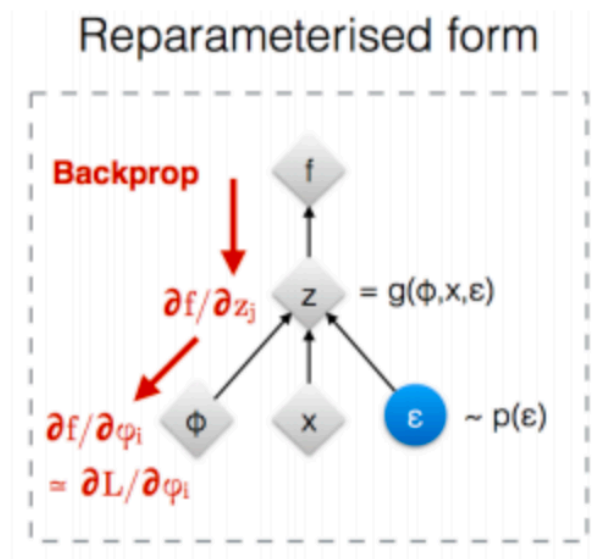 Reparameterised form
Backprop
f
∂f/∂zⱼ
z
= g(ϕ,x,ε)
∂f/∂φᵢ
ϕ
x
ε
~ p(ε)
≃ ∂L/∂φᵢ